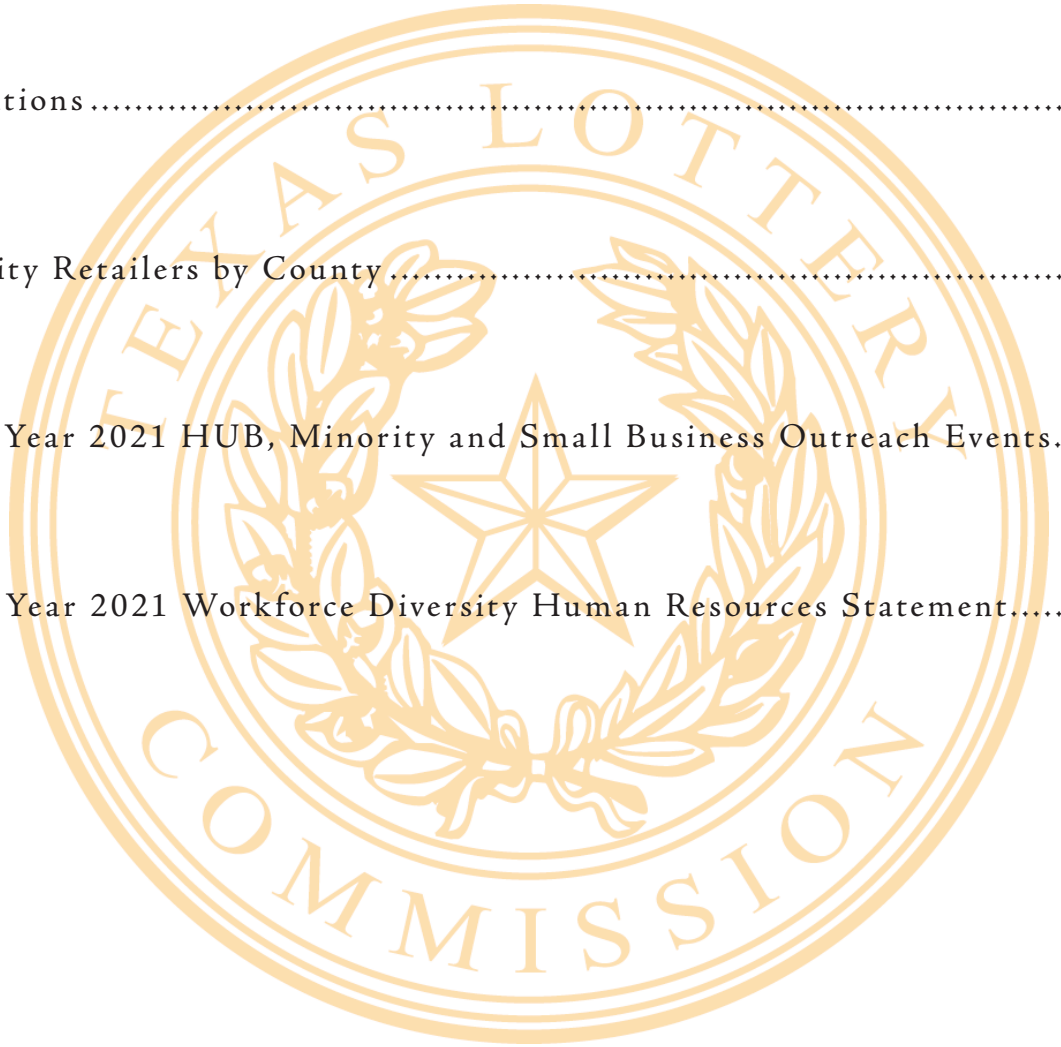 TEXAS LOTTERY
tions
ity Retailers by County
Year 2021 HUB, Minority and Small Business Outreach Events.
Year 2021 Workforce Diversity Human Resources Statement.....
COMMISSION